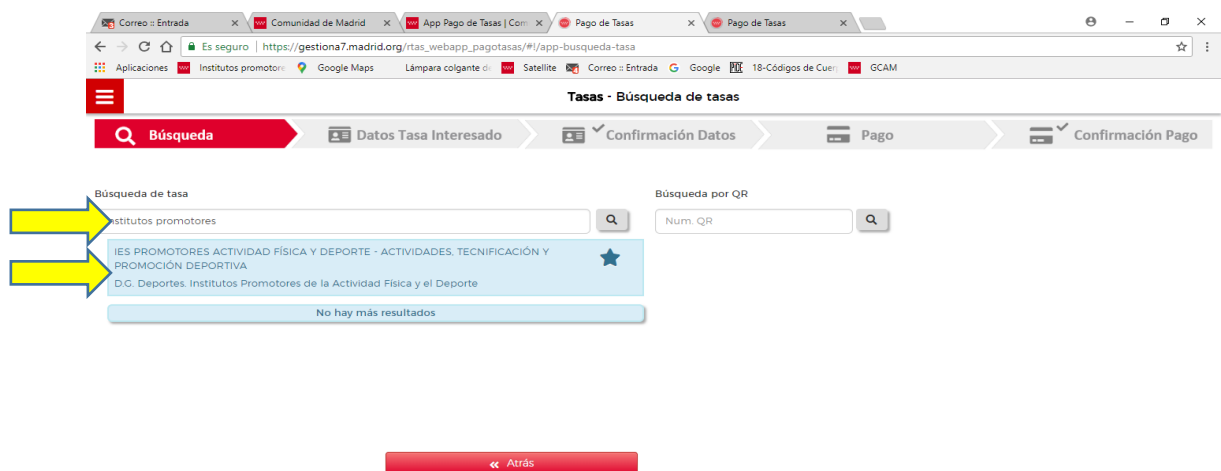 Correo :: Entrada
Comunidad de Madrid
App Pago de Tasas | Com
Pago de Tasas
Pago de Tasas
Es seguro | https://gestiona7.madrid.org/rtas_webapp_pagotasas/#!/app-busqueda-tasa
Aplicaciones Institutos promotore Google Maps Lámpara colgante d Satellite Correo :: Entrada Google 18-Códigos de Cuer GCAM
Tasas - Búsqueda de tasas
Búsqueda
Datos Tasa Interesado
Confirmación Datos
Pago
Confirmación Pago
Búsqueda de tasa
Búsqueda por QR
nstitutos promotores
Num. QR
IES PROMOTORES ACTIVIDAD FÍSICA Y DEPORTE - ACTIVIDADES, TECNIFICACIÓN Y
PROMOCIÓN DEPORTIVA
D.G. Deportes. Institutos Promotores de la Actividad Física y el Deporte
No hay más resultados
« Atrás